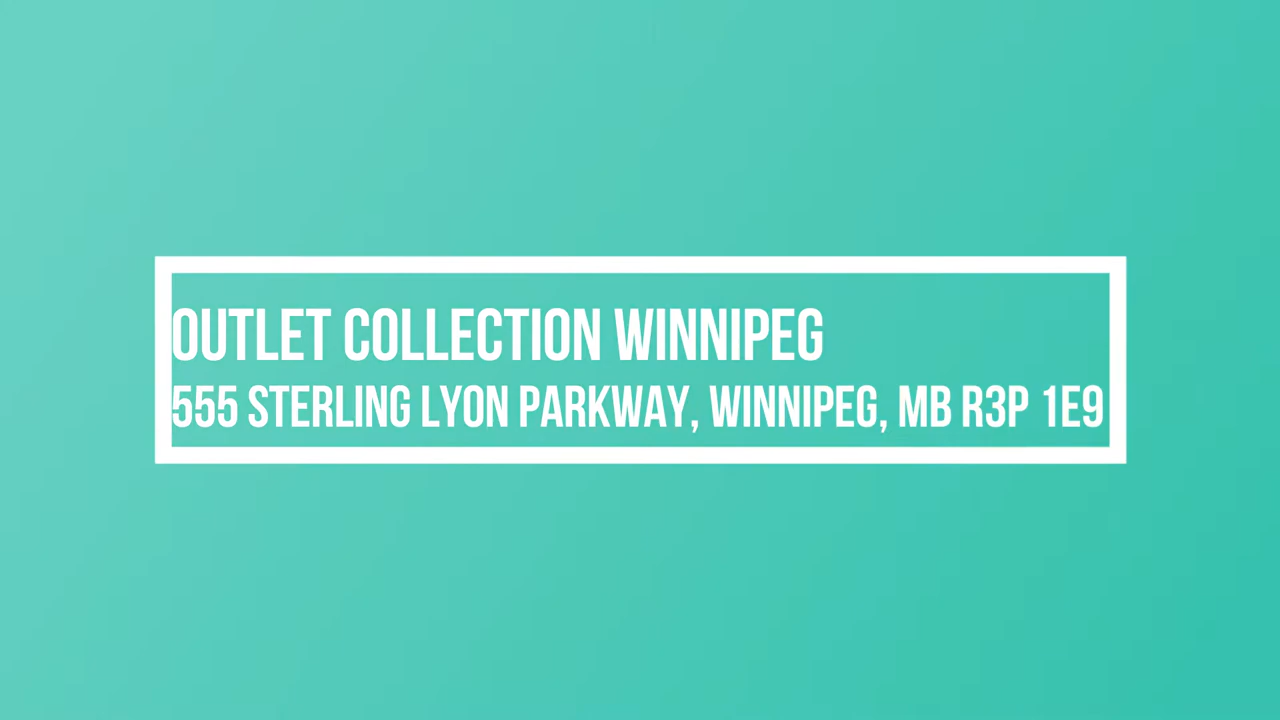 OUTLET COLLECTION WINNIPEG
555 STERLING LYON PARKWAY, WINNIPEG, MB R3P 1E9